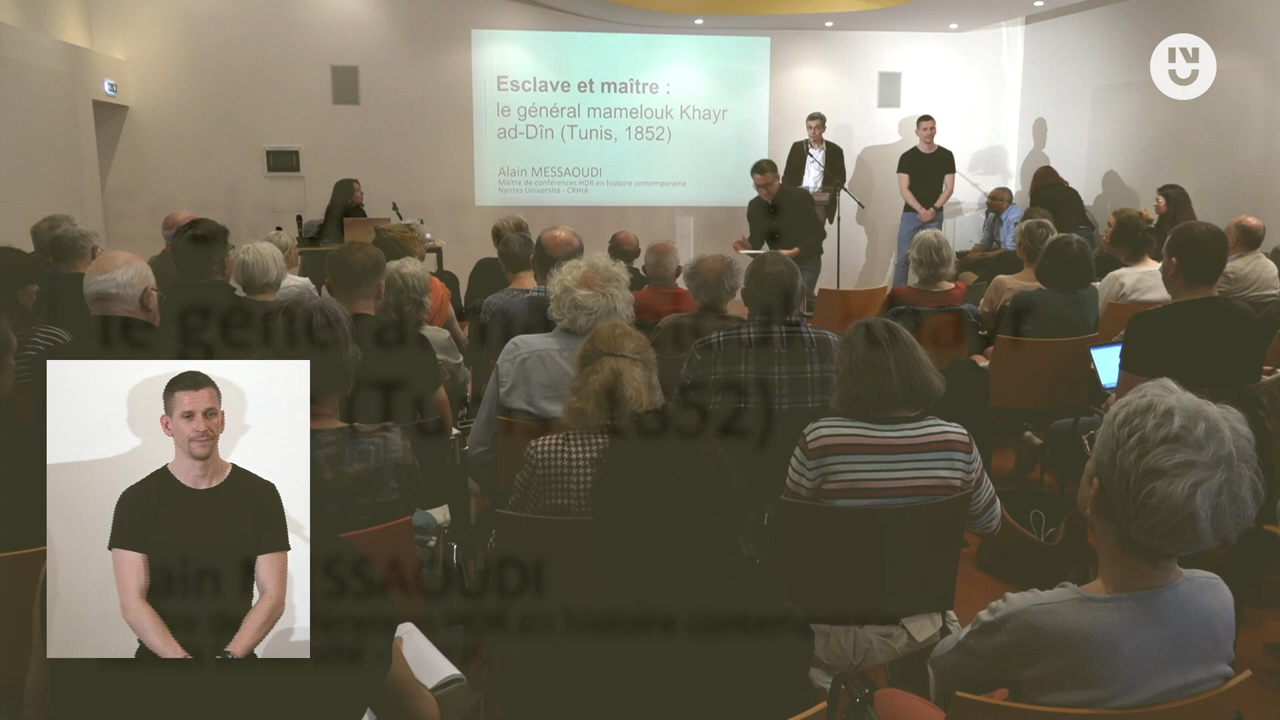 Esclave et maître :
le général mamelouk Khayr
ad-Dîn (Tunis, 1852)
Alain MESSAOUDI
Maître de conférences HDR en histoire contemporaine
Nantes Université - CRHIA